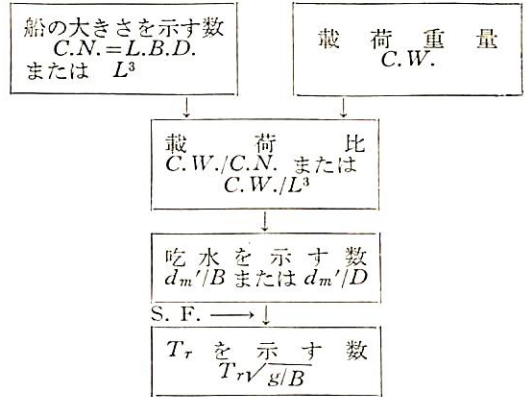 船の大きさを示す数
C.N.=L.B.D.
または L³
載荷重量
C.W.
載荷比
C.W./C.N. または
C.W./L³
吃水を示す数
dm′/B または dm′/D
S. F. →
Tr を示す数
Tr√g/B